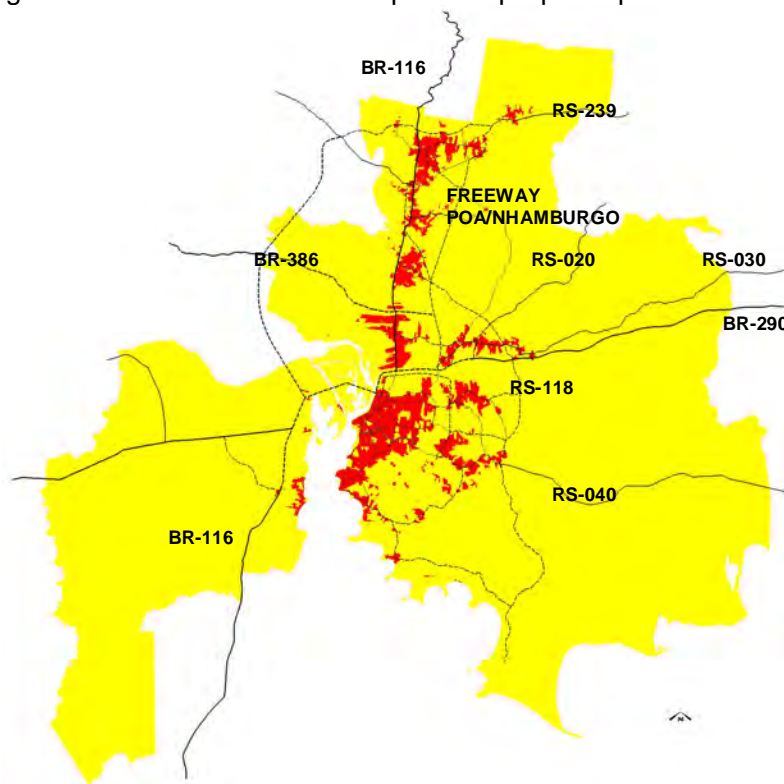 BR-116
RS-239
FREEWAY
POA/NHAMBURGO
BR-386
RS-020
RS-030
BR-290
RS-118
RS-040
BR-116
N